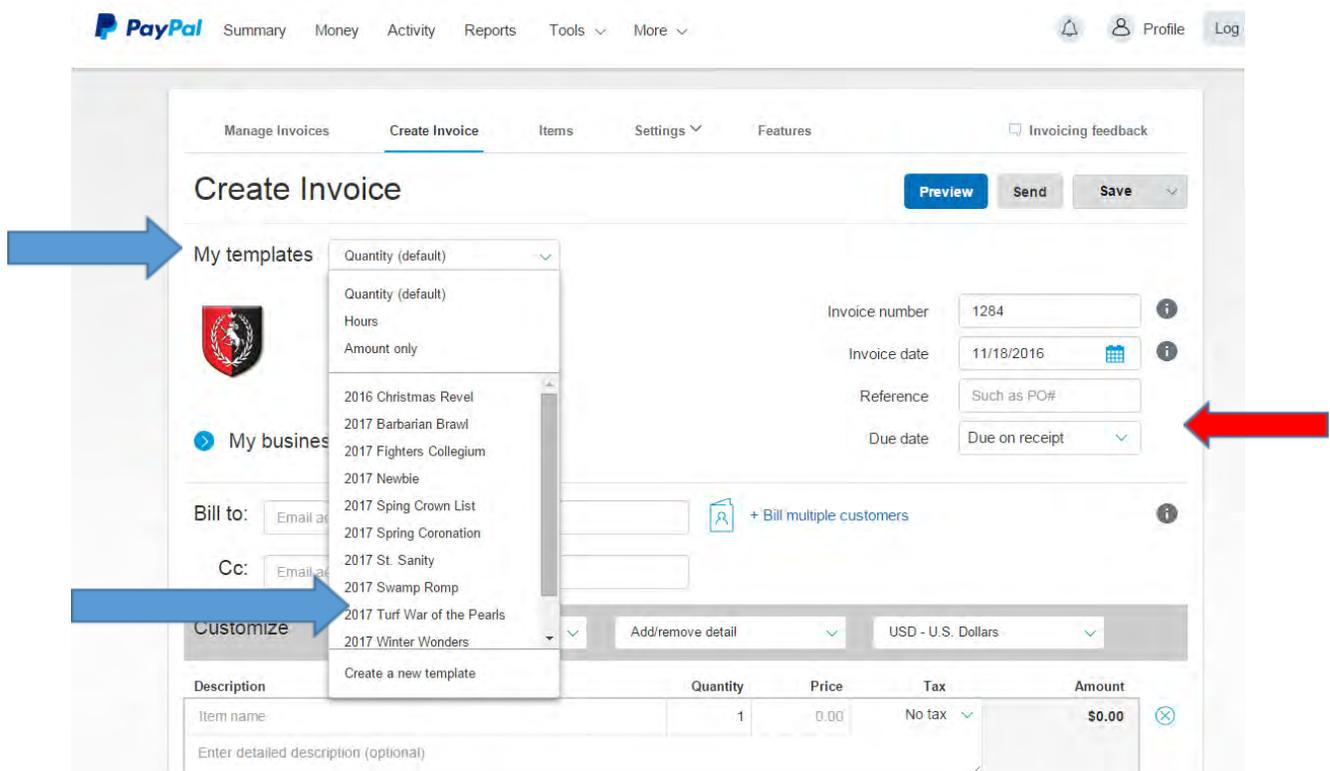 PayPal Summary Money Activity Reports Tools More Profile Log
Manage Invoices Create Invoice Items Settings Features Invoicing feedback
Create Invoice Preview Send Save
My templates Quantity (default)
Quantity (default)
Hours
Amount only
2016 Christmas Revel
2017 Barbarian Brawl
2017 Fighters Collegium
2017 Newbie
2017 Sping Crown List
2017 Spring Coronation
2017 St. Sanity
2017 Swamp Romp
2017 Turf War of the Pearls
2017 Winter Wonders
Create a new template
Invoice number 1284
Invoice date 11/18/2016
Reference Such as PO#
Due date Due on receipt
My busines
Bill to: Email a + Bill multiple customers
Cc: Email a
Customize Add/remove detail USD - U.S. Dollars
Description Quantity Price Tax Amount
Item name 1 0.00 No tax $0.00
Enter detailed description (optional)